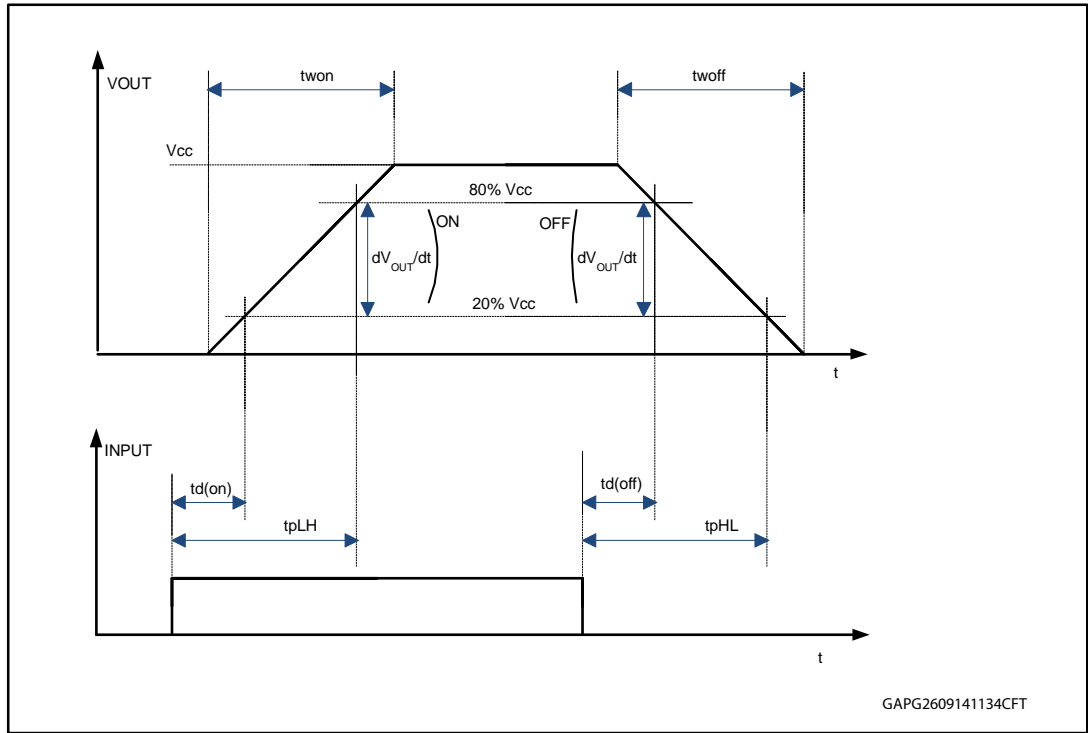 twon
twoff
VOUT
Vcc
80% Vcc
ON
OFF
dVOUT/dt
dVOUT/dt
20% Vcc
t
INPUT
td(on)
td(off)
tpLH
tpHL
t
GAPG2609141134CFT